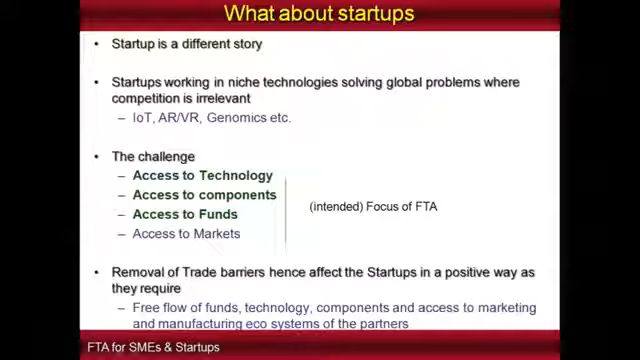 What about startups
• Startup is a different story
• Startups working in niche technologies solving global problems where
competition is irrelevant
– IoT, AR/VR, Genomics etc.
• The challenge
– Access to Technology
– Access to components
– Access to Funds
– Access to Markets
(intended) Focus of FTA
• Removal of Trade barriers hence affect the Startups in a positive way as
they require
– Free flow of funds, technology, components and access to marketing
and manufacturing eco systems of the partners
FTA for SMEs & Startups